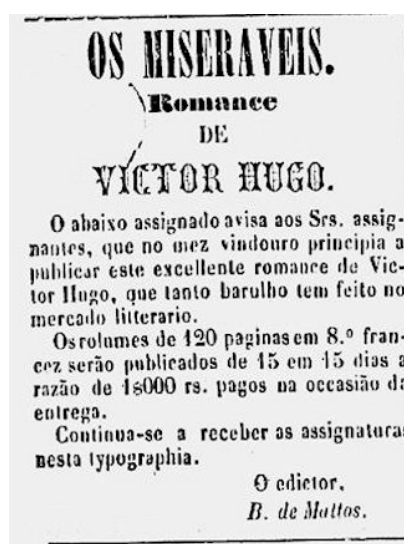 OS MISERAVEIS.
Romance
DE
VICTOR HUGO.
O abaixo assignado avisa aos Srs. assig-
nantes, que no mez vindouro principia a
publicar este excellente romance de Vic-
tor Hugo, que tanto barulho tem feito no
mercado litterario.
Os volumes de 120 paginas em 8.º fran-
cez serão publicados de 15 em 15 dias a
razão de 1$000 rs. pagos na occasião da
entrega.
Continua-se a receber as assignaturas
nesta typographia.
O edictor,
B. de Mattos.